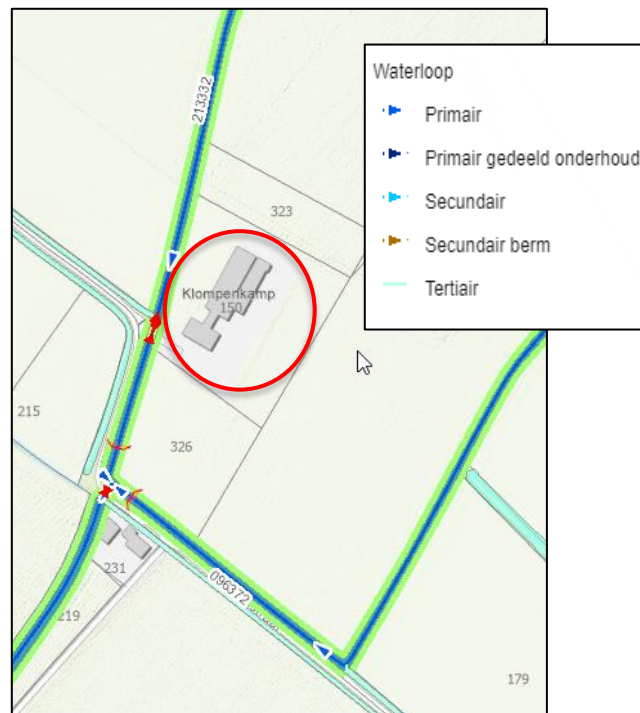 213332
323
Klompenkamp
150
215
326
231
219
096372
179
Waterloop
Primair
Primair gedeeld onderhoud
Secundair
Secundair berm
Tertiair